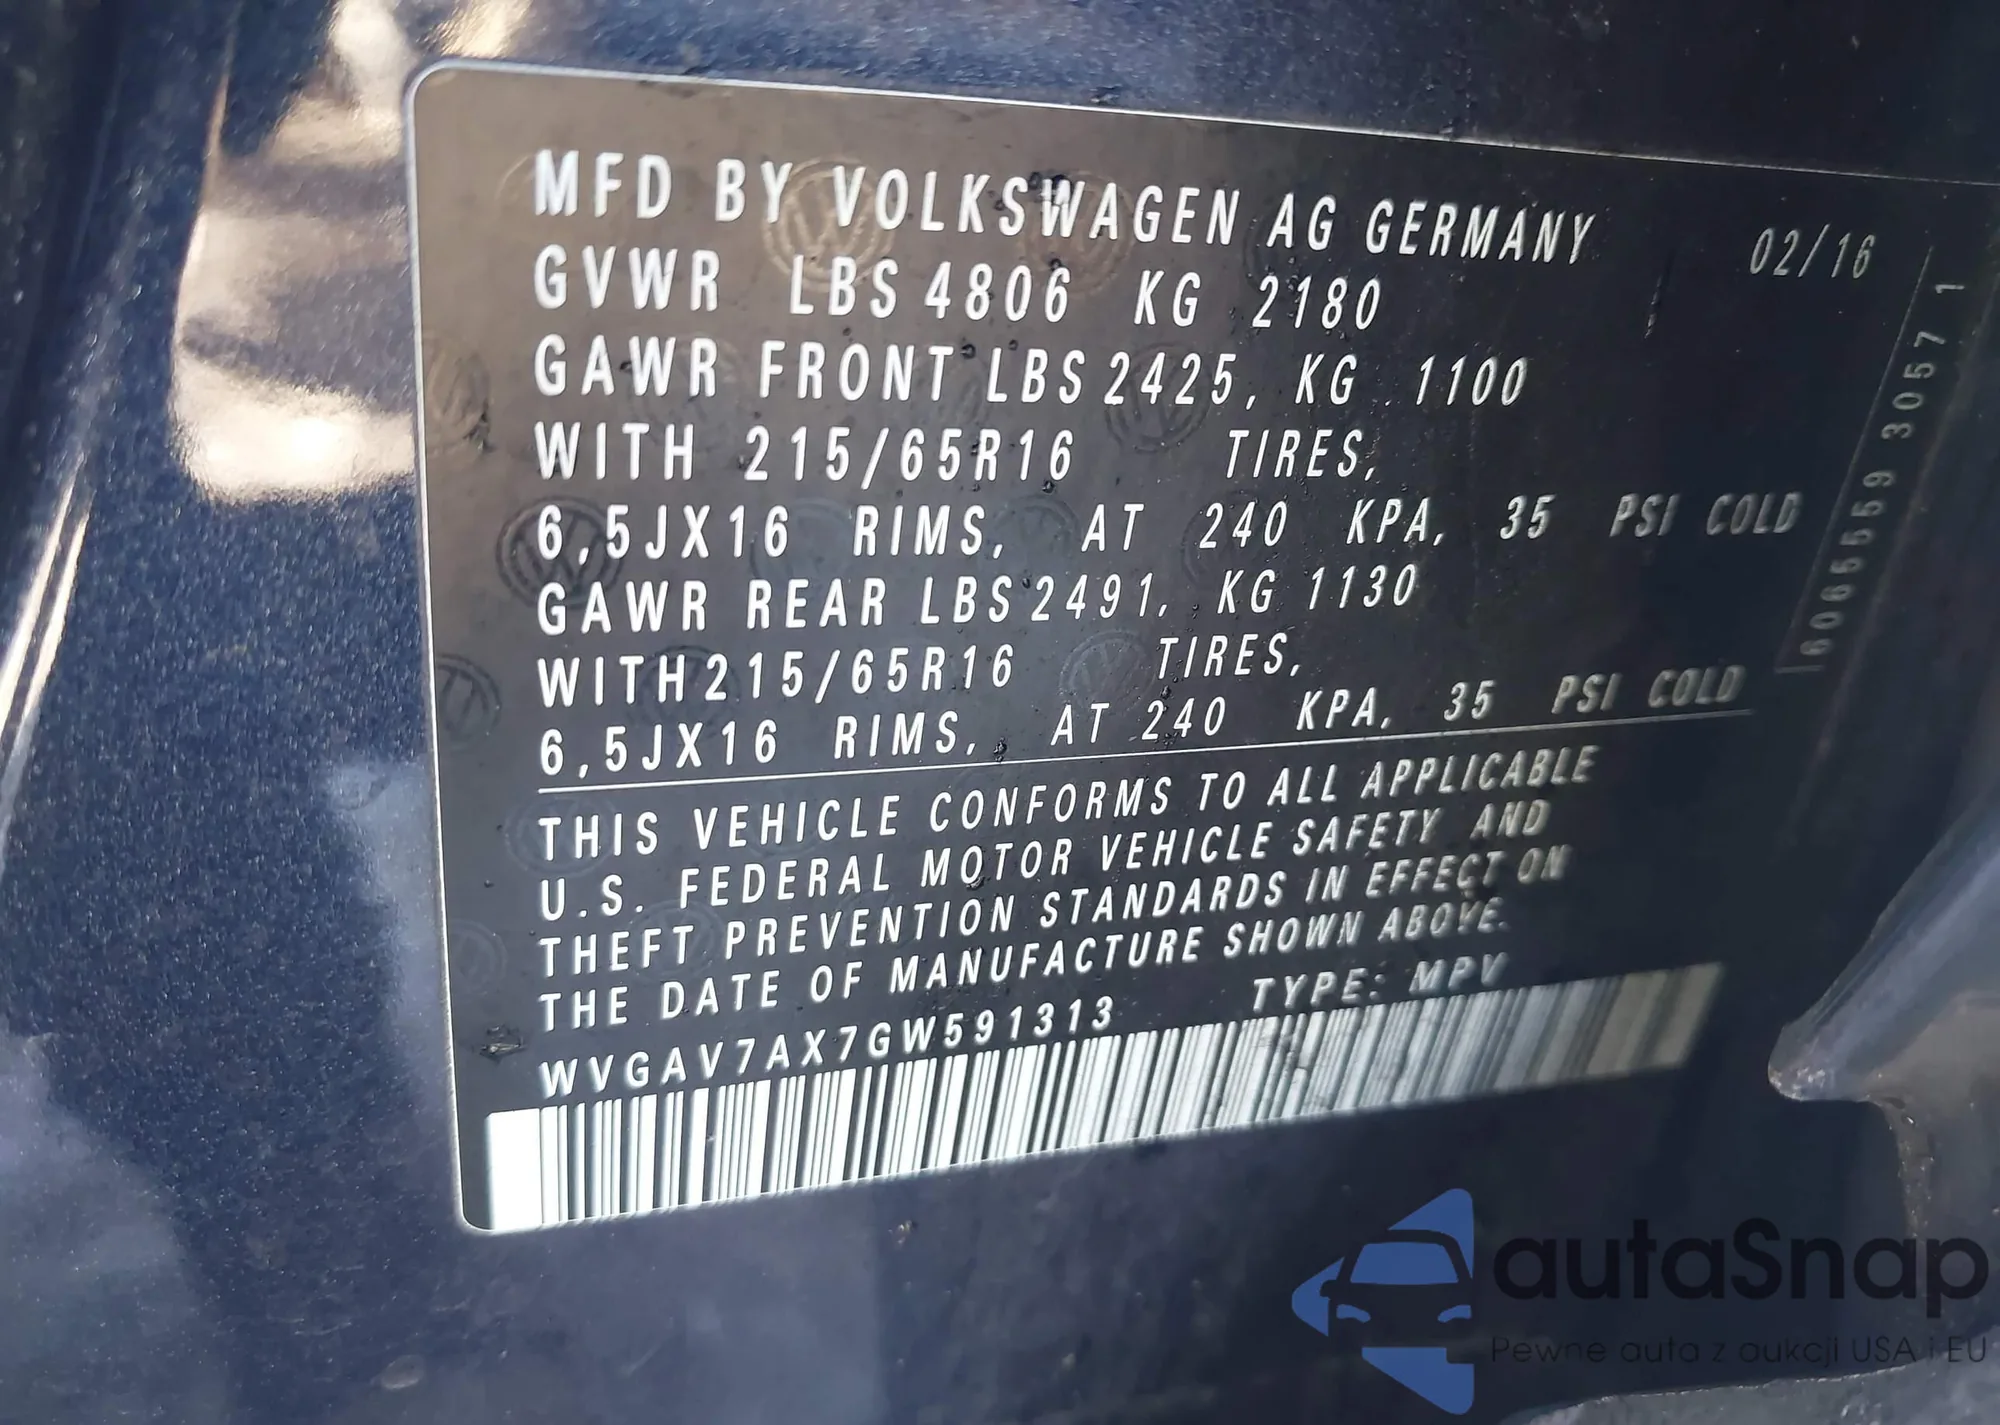 MFD BY VOLKSWAGEN AG GERMANY 02/16
GVWR LBS 4806 KG 2180
GAWR FRONT LBS 2425, KG 1100
WITH 215/65R16 TIRES,
6,5JX16 RIMS, AT 240 KPA, 35 PSI COLD
GAWR REAR LBS 2491, KG 1130
WITH 215/65R16 TIRES,
6,5JX16 RIMS, AT 240 KPA, 35 PSI COLD
THIS VEHICLE CONFORMS TO ALL APPLICABLE
U.S. FEDERAL MOTOR VEHICLE SAFETY AND
THEFT PREVENTION STANDARDS IN EFFECT ON
THE DATE OF MANUFACTURE SHOWN ABOVE.
WVGAV7AX7GW591313 TYPE: MPV
6065559 3057 1
autaSnap
Pewne auta z aukcji USA i EU